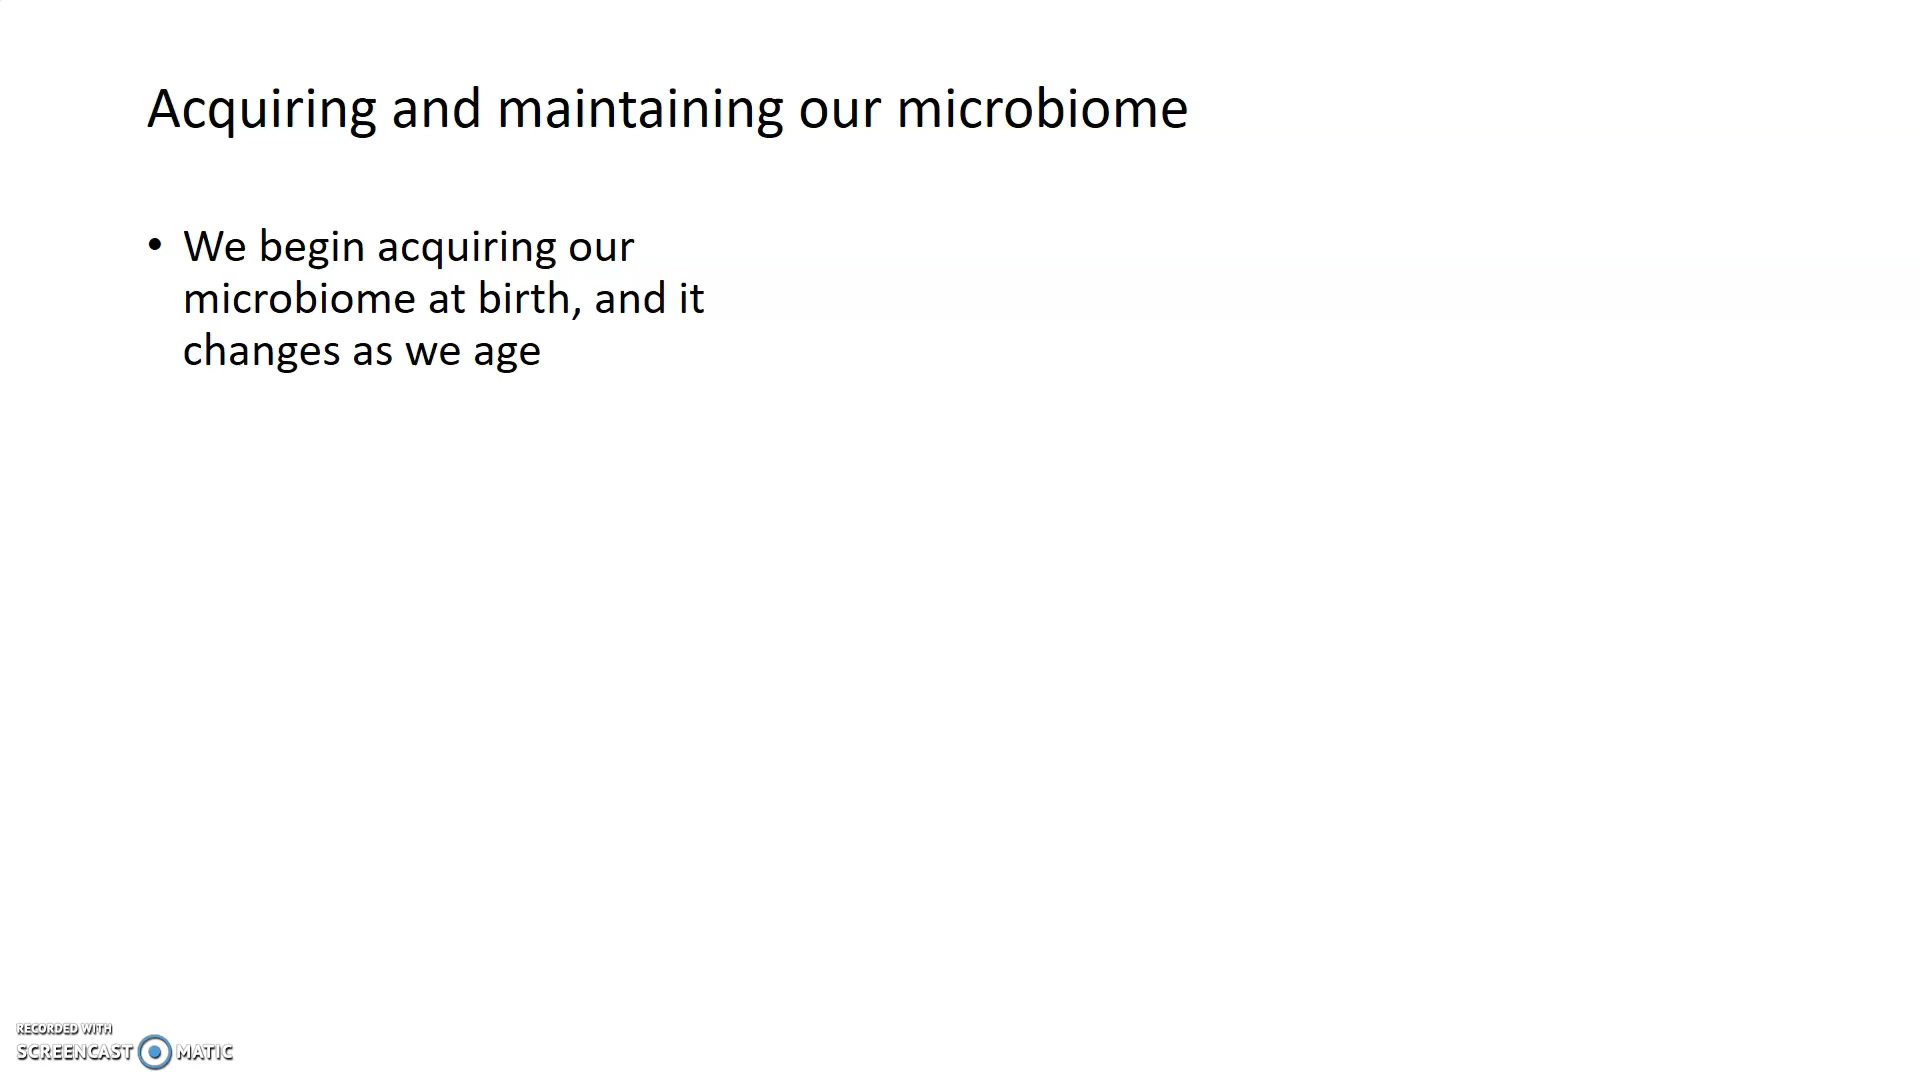 Acquiring and maintaining our microbiome
• We begin acquiring our
microbiome at birth, and it
changes as we age
RECORDED WITH
SCREENCAST MATIC